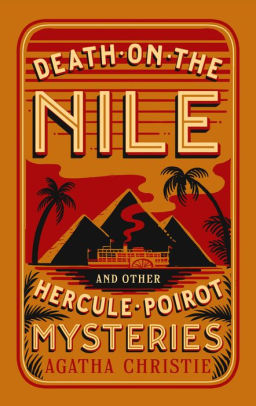 DEATH·ON·THE
NILE
AND OTHER
HERCULE·POIROT
MYSTERIES
AGATHA CHRISTIE